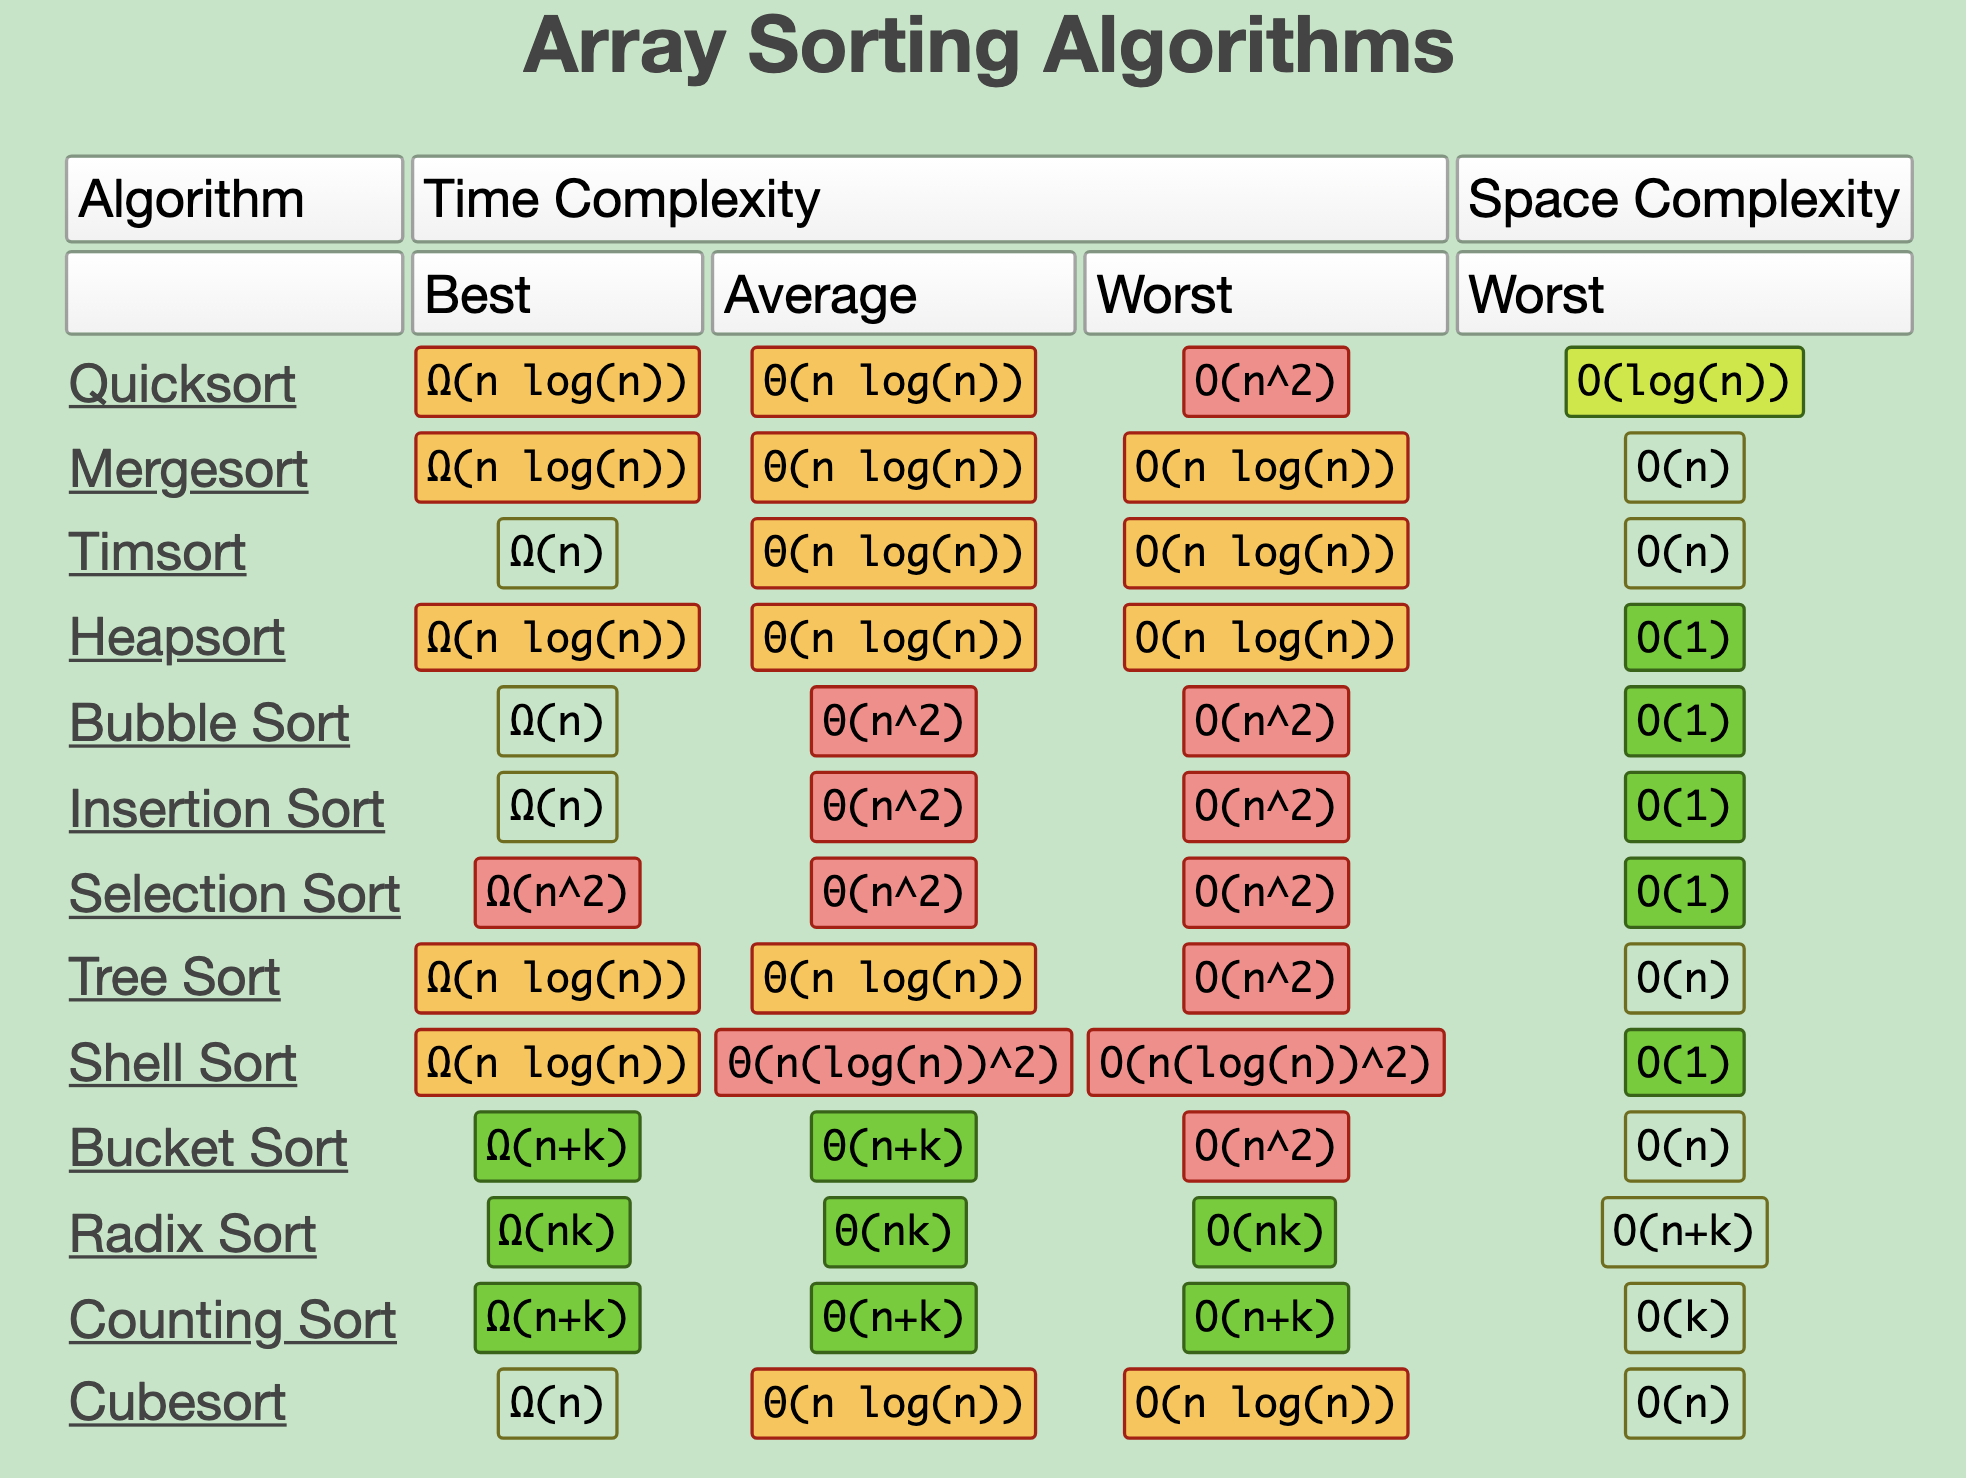 Array Sorting Algorithms
Algorithm Time Complexity Space Complexity
Best Average Worst Worst
Quicksort Ω(n log(n)) Θ(n log(n)) O(n^2) O(log(n))
Mergesort Ω(n log(n)) Θ(n log(n)) O(n log(n)) O(n)
Timsort Ω(n) Θ(n log(n)) O(n log(n)) O(n)
Heapsort Ω(n log(n)) Θ(n log(n)) O(n log(n)) O(1)
Bubble Sort Ω(n) Θ(n^2) O(n^2) O(1)
Insertion Sort Ω(n) Θ(n^2) O(n^2) O(1)
Selection Sort Ω(n^2) Θ(n^2) O(n^2) O(1)
Tree Sort Ω(n log(n)) Θ(n log(n)) O(n^2) O(n)
Shell Sort Ω(n log(n)) Θ(n(log(n))^2) O(n(log(n))^2) O(1)
Bucket Sort Ω(n+k) Θ(n+k) O(n^2) O(n)
Radix Sort Ω(nk) Θ(nk) O(nk) O(n+k)
Counting Sort Ω(n+k) Θ(n+k) O(n+k) O(k)
Cubesort Ω(n) Θ(n log(n)) O(n log(n)) O(n)